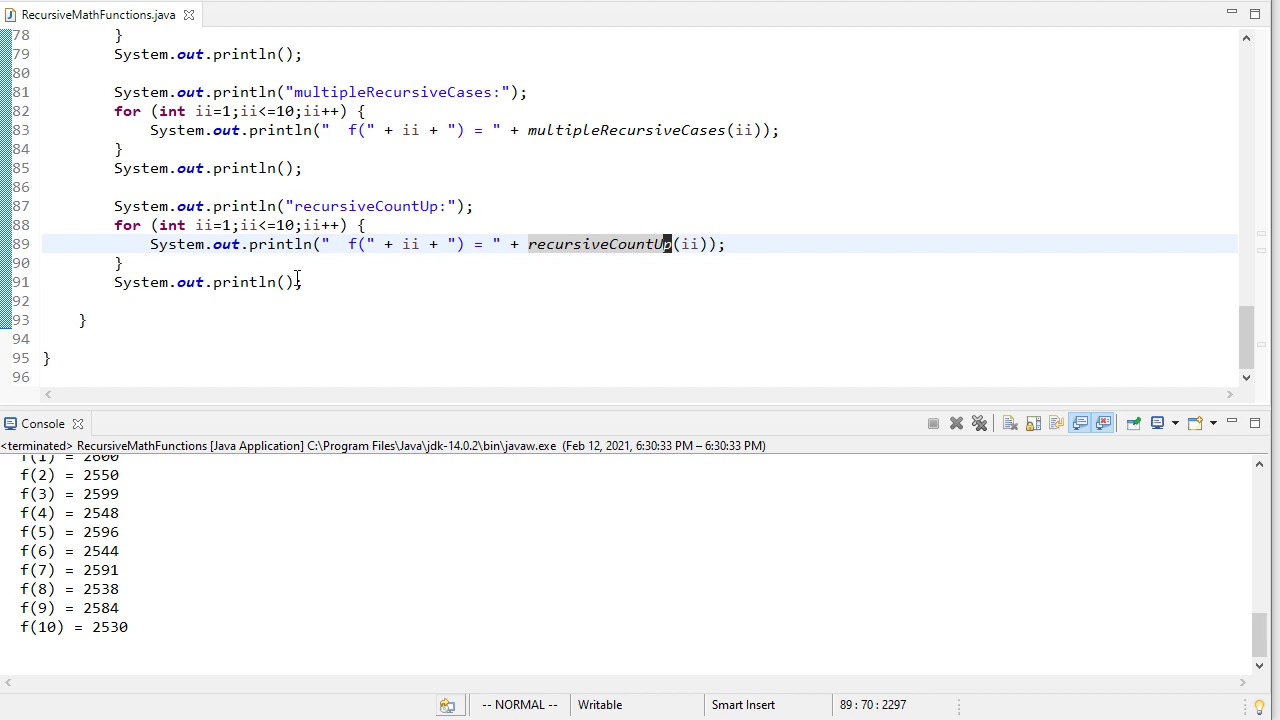 RecursiveMathFunctions.java
78 }
79 System.out.println();
80
81 System.out.println("multipleRecursiveCases:");
82 for (int ii=1;ii<=10;ii++) {
83 System.out.println("  f(" + ii + ") = " + multipleRecursiveCases(ii));
84 }
85 System.out.println();
86
87 System.out.println("recursiveCountUp:");
88 for (int ii=1;ii<=10;ii++) {
89 System.out.println("  f(" + ii + ") = " + recursiveCountUp(ii));
90 }
91 System.out.println();
92
93 }
94
95 }
96
Console
<terminated> RecursiveMathFunctions [Java Application] C:\Program Files\Java\jdk-14.0.2\bin\javaw.exe (Feb 12, 2021, 6:30:33 PM – 6:30:33 PM)
f(1) = 2600
f(2) = 2550
f(3) = 2599
f(4) = 2548
f(5) = 2596
f(6) = 2544
f(7) = 2591
f(8) = 2538
f(9) = 2584
f(10) = 2530
-- NORMAL -- Writable Smart Insert 89 : 70 : 2297